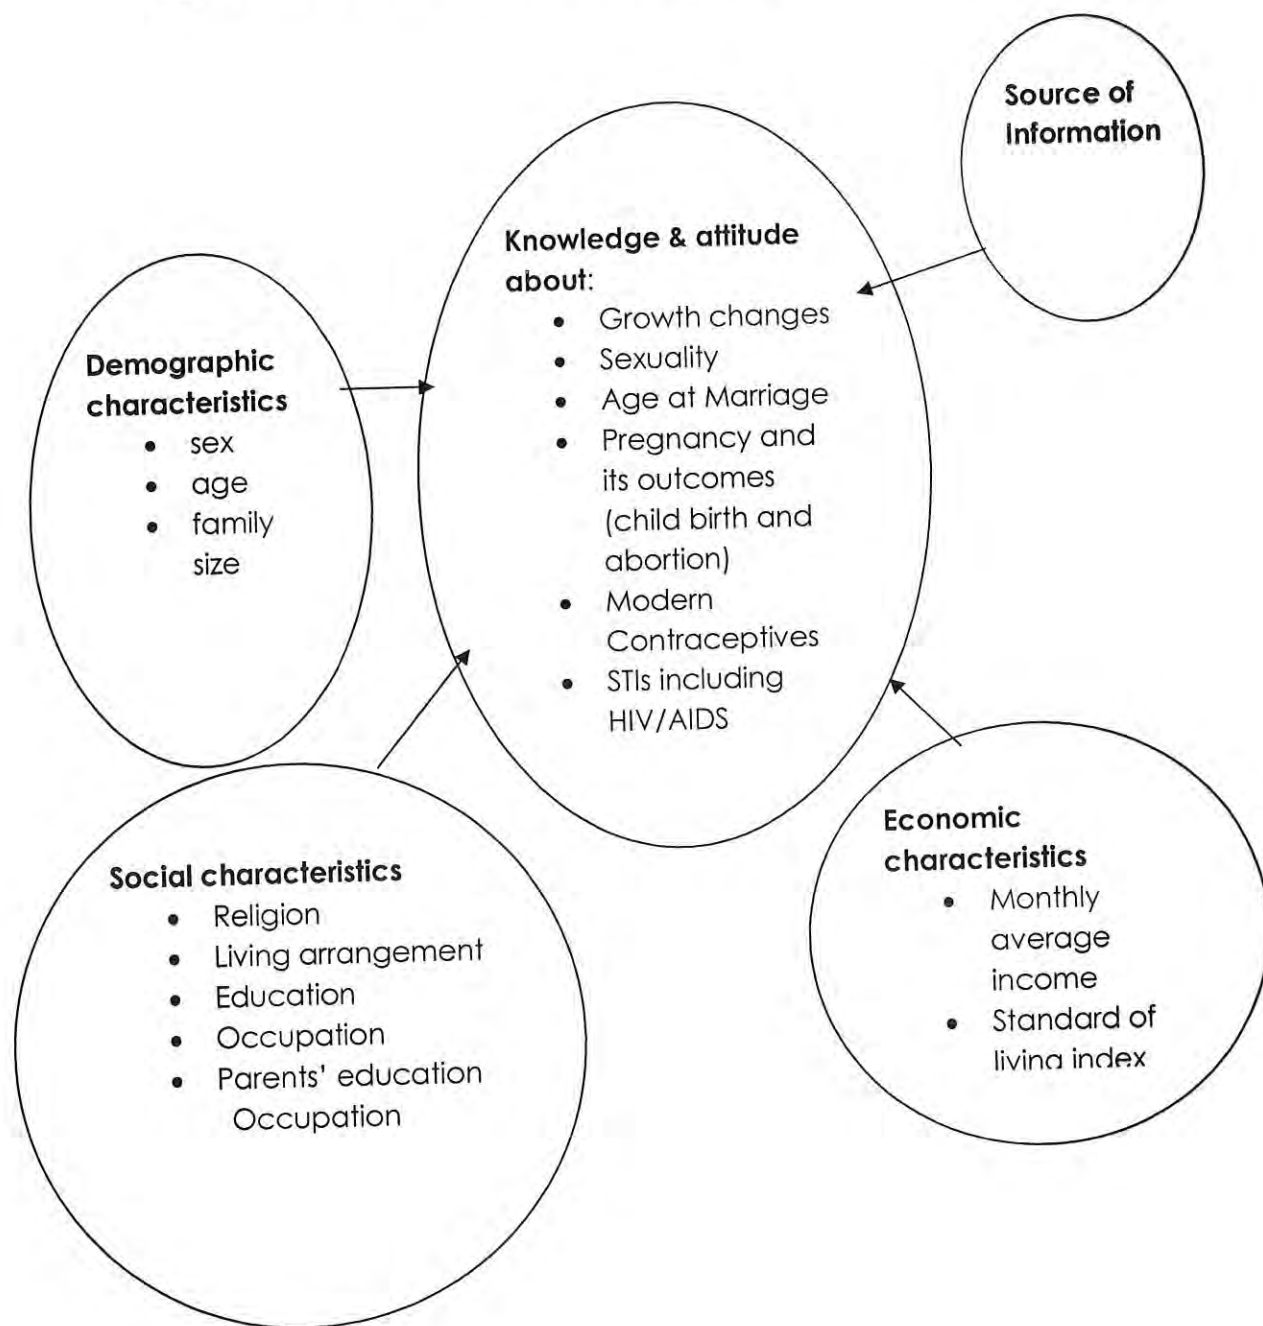 Source of
Information
Knowledge & attitude
about:
• Growth changes
• Sexuality
• Age at Marriage
• Pregnancy and
its outcomes
(child birth and
abortion)
• Modern
Contraceptives
• STIs including
HIV/AIDS
Demographic
characteristics
• sex
• age
• family
size
Social characteristics
• Religion
• Living arrangement
• Education
• Occupation
• Parents' education
Occupation
Economic
characteristics
• Monthly
average
income
• Standard of
living index